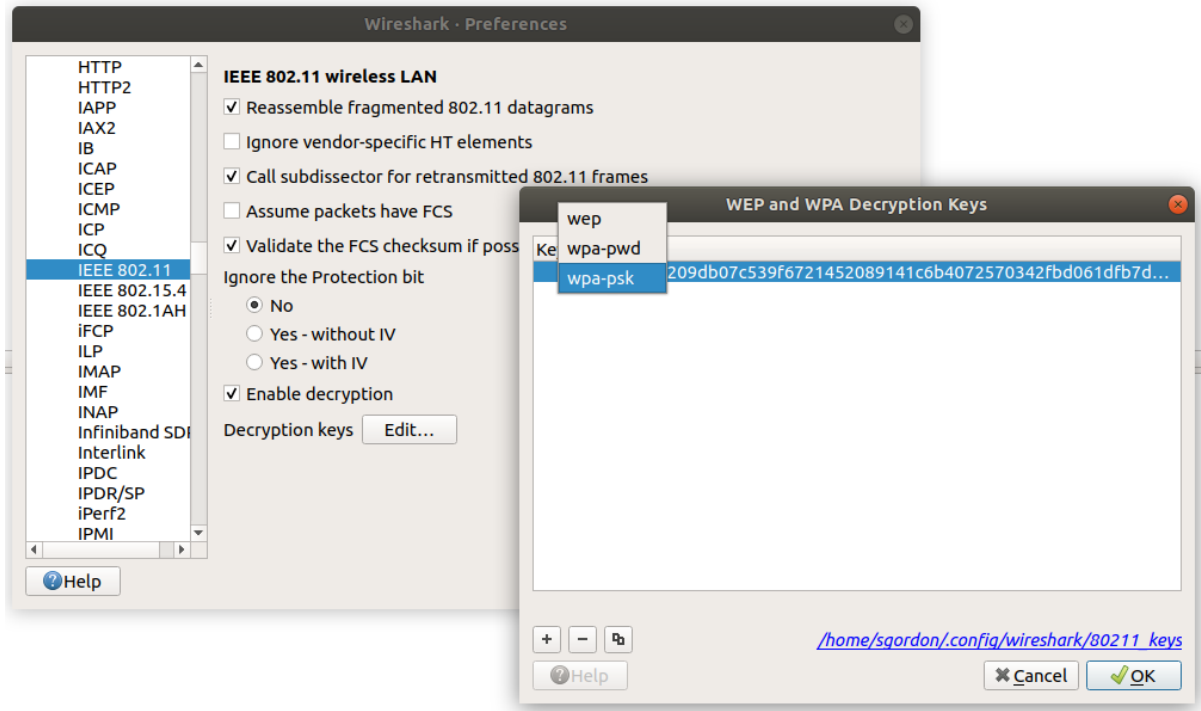 Wireshark · Preferences
HTTP
HTTP2
IAPP
IAX2
IB
ICAP
ICEP
ICMP
ICP
ICQ
IEEE 802.11
IEEE 802.15.4
IEEE 802.1AH
iFCP
ILP
IMAP
IMF
INAP
Infiniband SDP
Interlink
IPDC
IPDR/SP
iPerf2
IPMI
Help
IEEE 802.11 wireless LAN
Reassemble fragmented 802.11 datagrams
Ignore vendor-specific HT elements
Call subdissector for retransmitted 802.11 frames
Assume packets have FCS
Validate the FCS checksum if poss
Ignore the Protection bit
No
Yes - without IV
Yes - with IV
Enable decryption
Decryption keys Edit...
WEP and WPA Decryption Keys
Ke
wep
wpa-pwd
wpa-psk
209db07c539f6721452089141c6b4072570342fbd061dfb7d...
/home/sgordon/.config/wireshark/80211_keys
Help
Cancel
OK